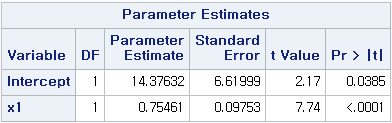 Parameter Estimates
Variable DF Parameter Estimate Standard Error t Value Pr > |t|
Intercept 1 14.37632 6.61999 2.17 0.0385
x1 1 0.75461 0.09753 7.74 <.0001